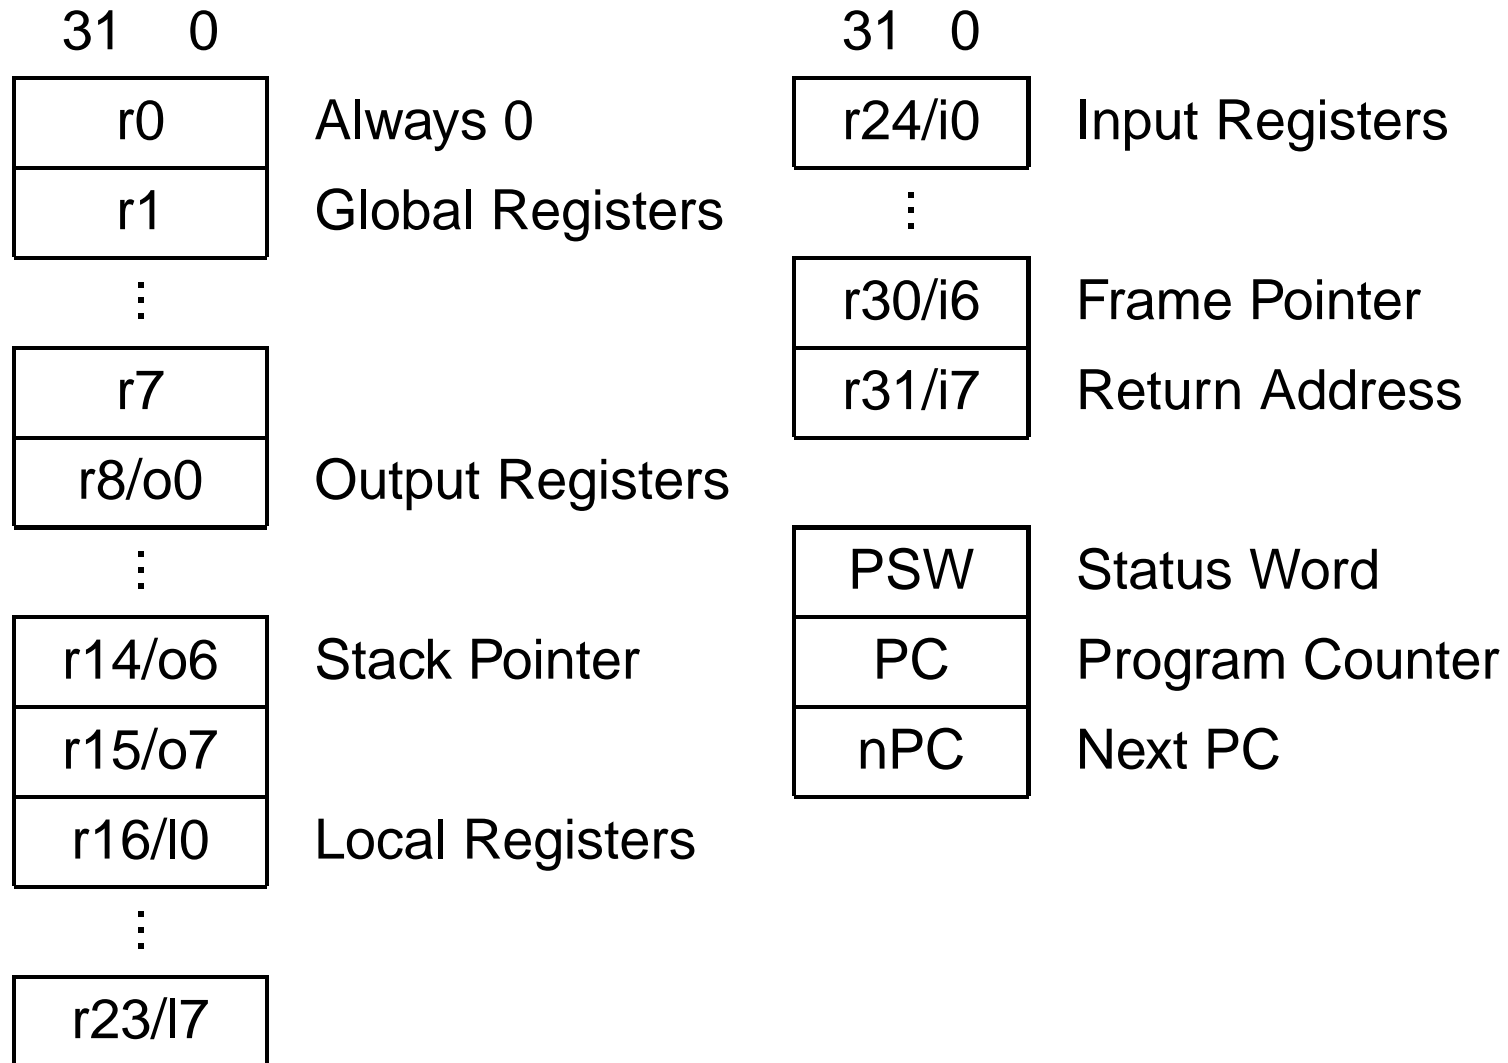 31 0
r0 Always 0
r1 Global Registers
⋮
r7
r8/o0 Output Registers
⋮
r14/o6 Stack Pointer
r15/o7
r16/l0 Local Registers
⋮
r23/l7
31 0
r24/i0 Input Registers
⋮
r30/i6 Frame Pointer
r31/i7 Return Address
PSW Status Word
PC Program Counter
nPC Next PC